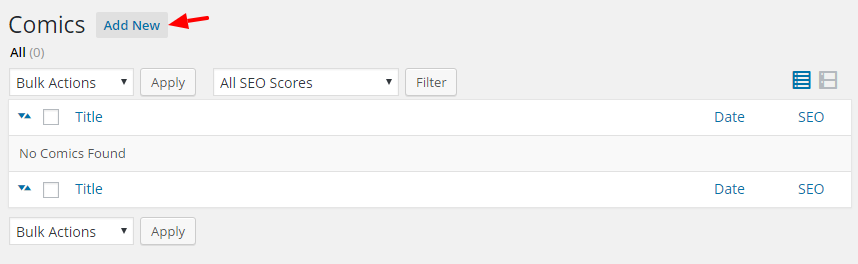 Comics Add New
All (0)
Bulk Actions Apply All SEO Scores Filter
Title Date SEO
No Comics Found
Title Date SEO
Bulk Actions Apply